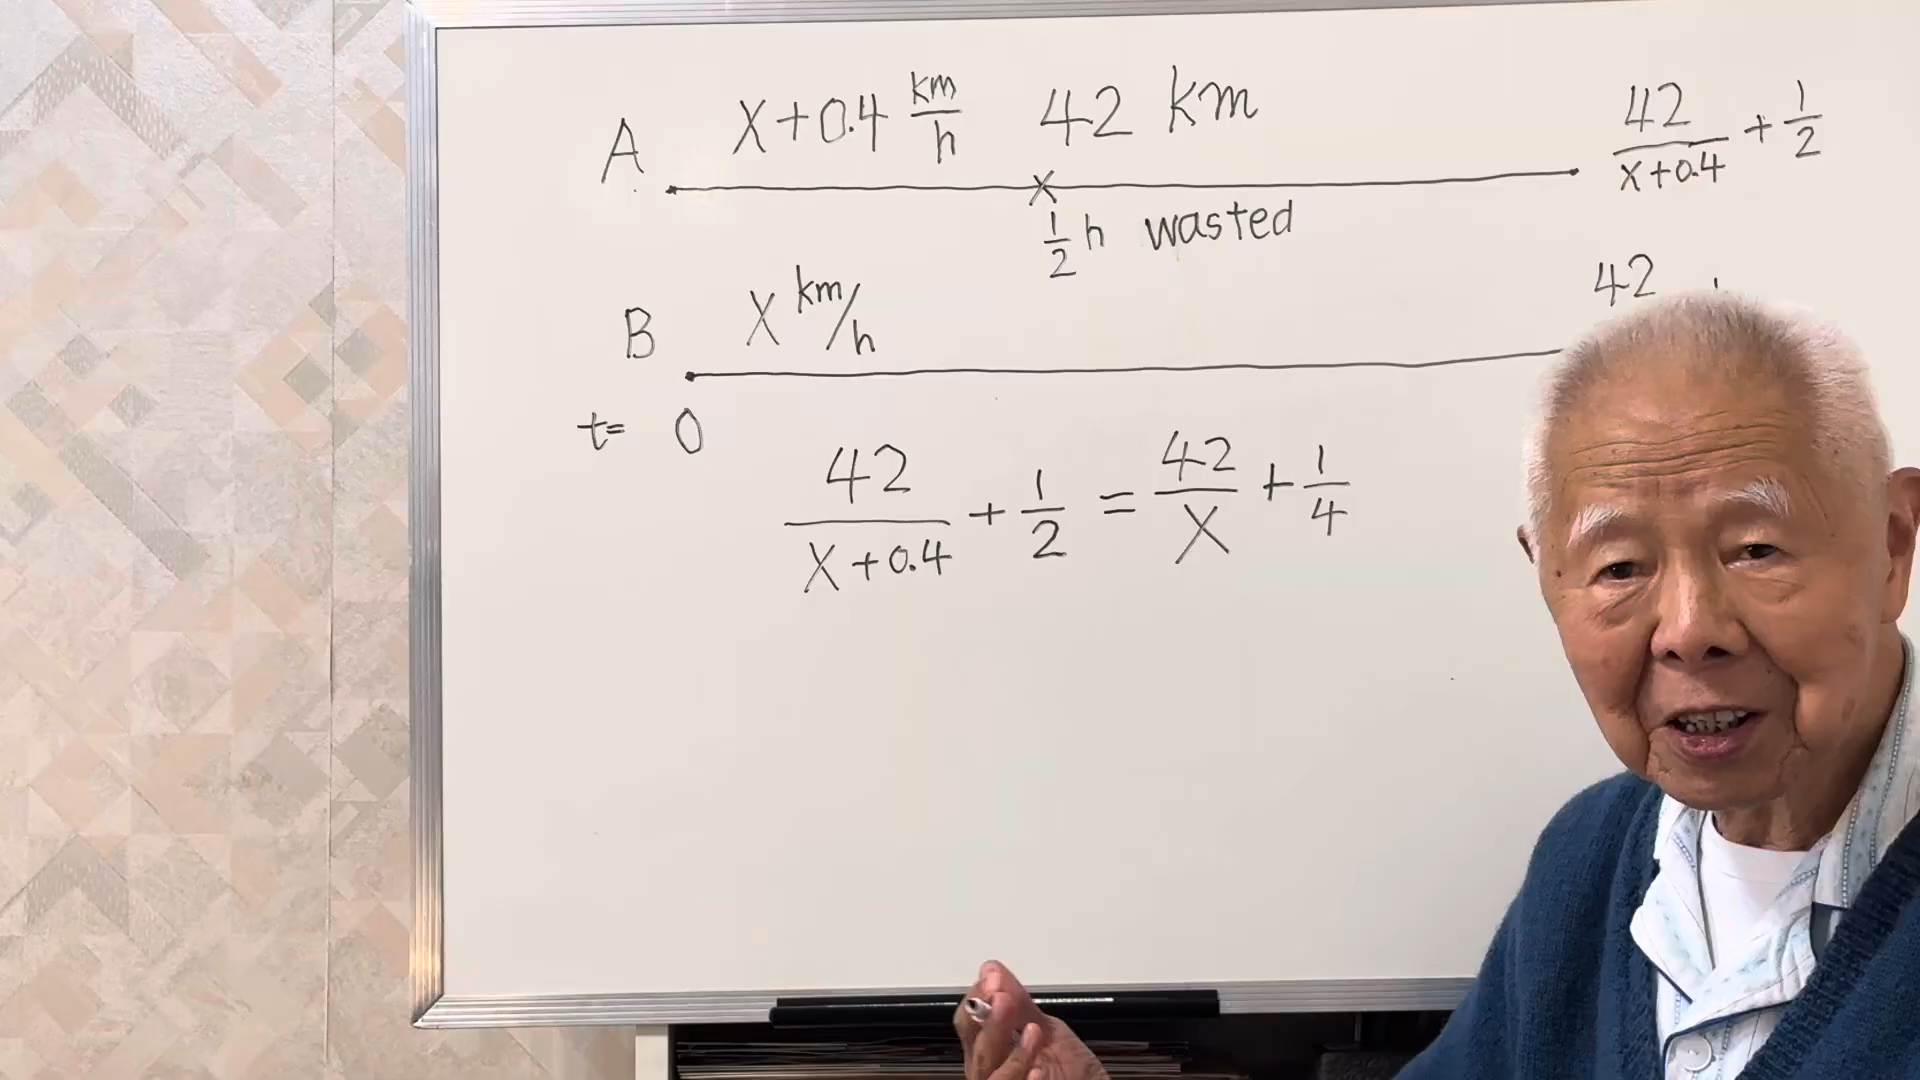 A X+0.4 km/h 42 km 42/(x+0.4) + 1/2
x
1/2 h wasted
B X km/h 42
t= 0
42/(X+0.4) + 1/2 = 42/X + 1/4